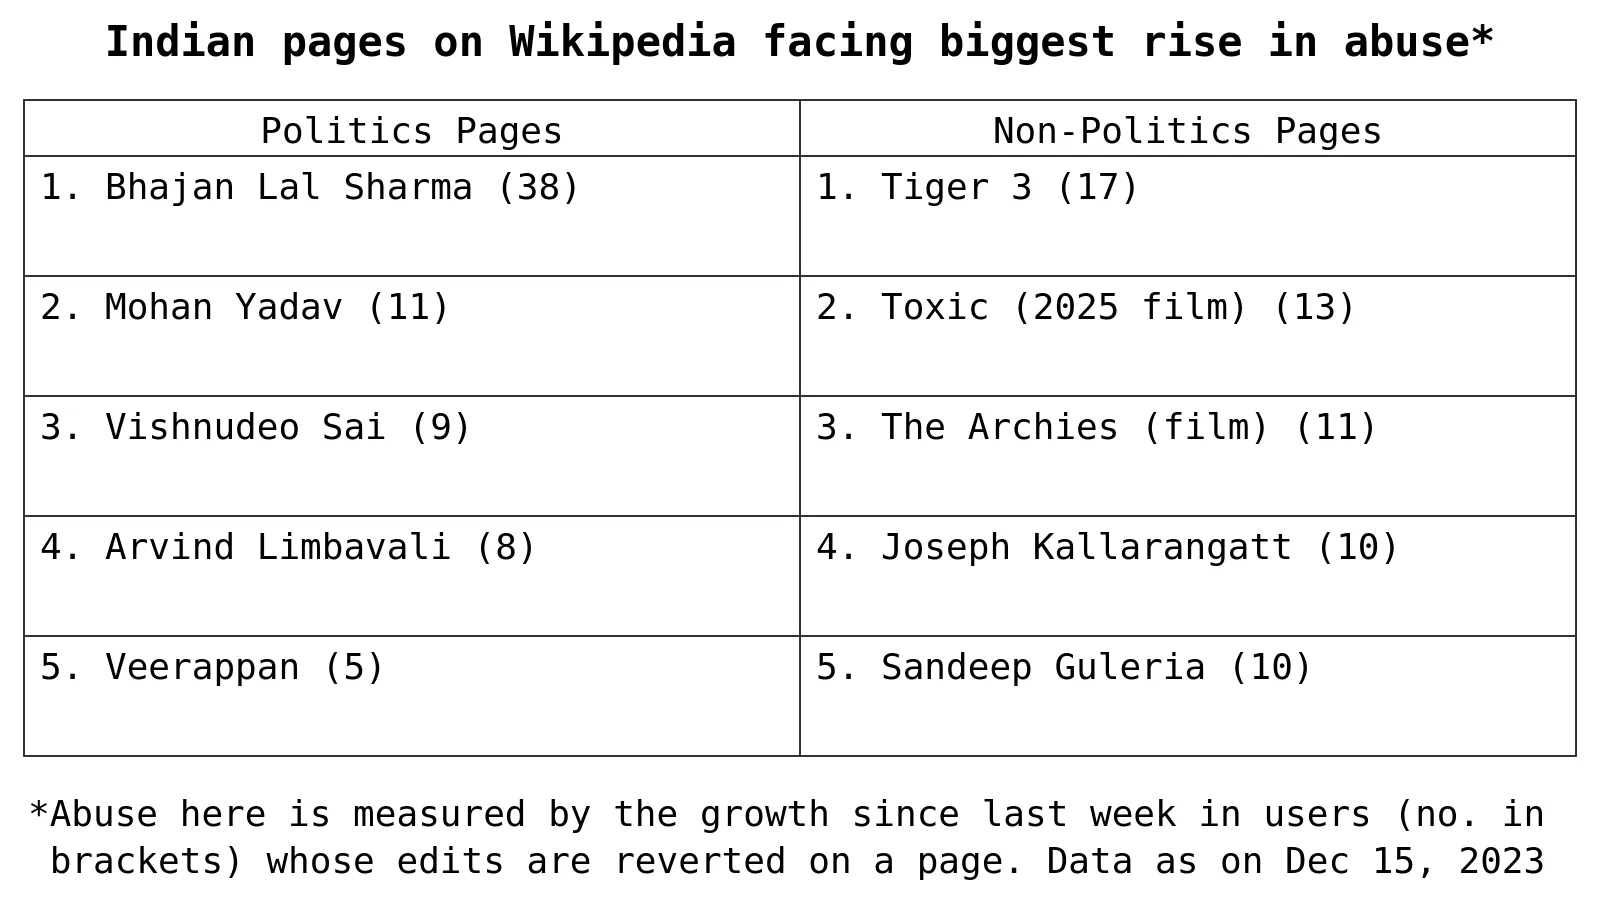 Indian pages on Wikipedia facing biggest rise in abuse*
Politics Pages
Non-Politics Pages
1. Bhajan Lal Sharma (38)
1. Tiger 3 (17)
2. Mohan Yadav (11)
2. Toxic (2025 film) (13)
3. Vishnudeo Sai (9)
3. The Archies (film) (11)
4. Arvind Limbavali (8)
4. Joseph Kallarangatt (10)
5. Veerappan (5)
5. Sandeep Guleria (10)
*Abuse here is measured by the growth since last week in users (no. in
brackets) whose edits are reverted on a page. Data as on Dec 15, 2023